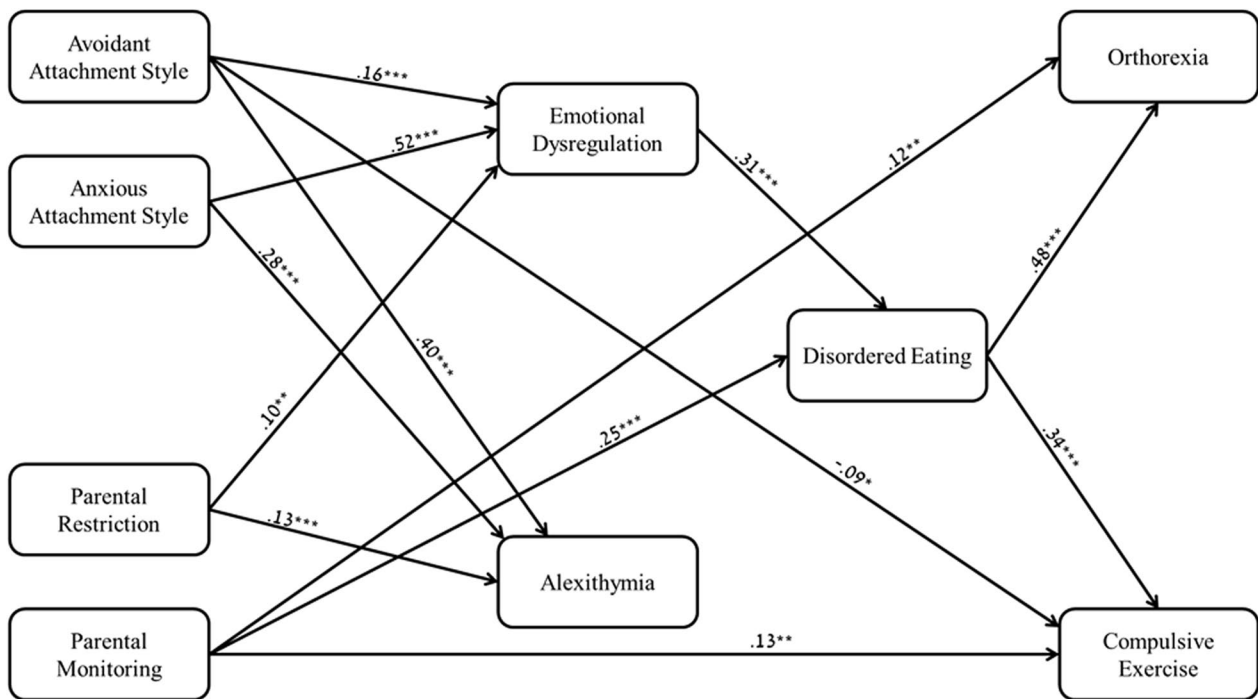 Avoidant
Attachment Style
Orthorexia
.16***
Emotional
Dysregulation
.52***
.12**
.31***
Anxious
Attachment Style
.28***
.48***
.40***
Disordered Eating
.10**
.25***
.34***
-.09*
Parental
Restriction
.13***
Alexithymia
Parental
Monitoring
.13**
Compulsive
Exercise